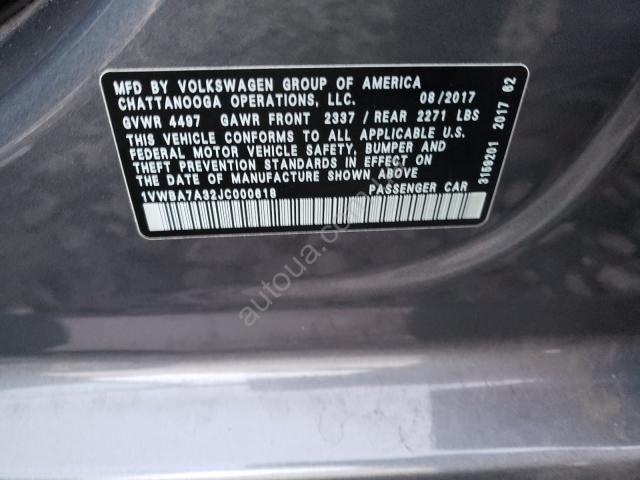 MFD BY VOLKSWAGEN GROUP OF AMERICA
CHATTANOOGA OPERATIONS, LLC. 08/2017
GVWR 4497 GAWR FRONT 2337 / REAR 2271 LBS
THIS VEHICLE CONFORMS TO ALL APPLICABLE U.S.
FEDERAL MOTOR VEHICLE SAFETY, BUMPER AND
THEFT PREVENTION STANDARDS IN EFFECT ON
THE DATE OF MANUFACTURE SHOWN ABOVE
1VWBA7A32JC000618 PASSENGER CAR
3159201 2017 62
autoua.com